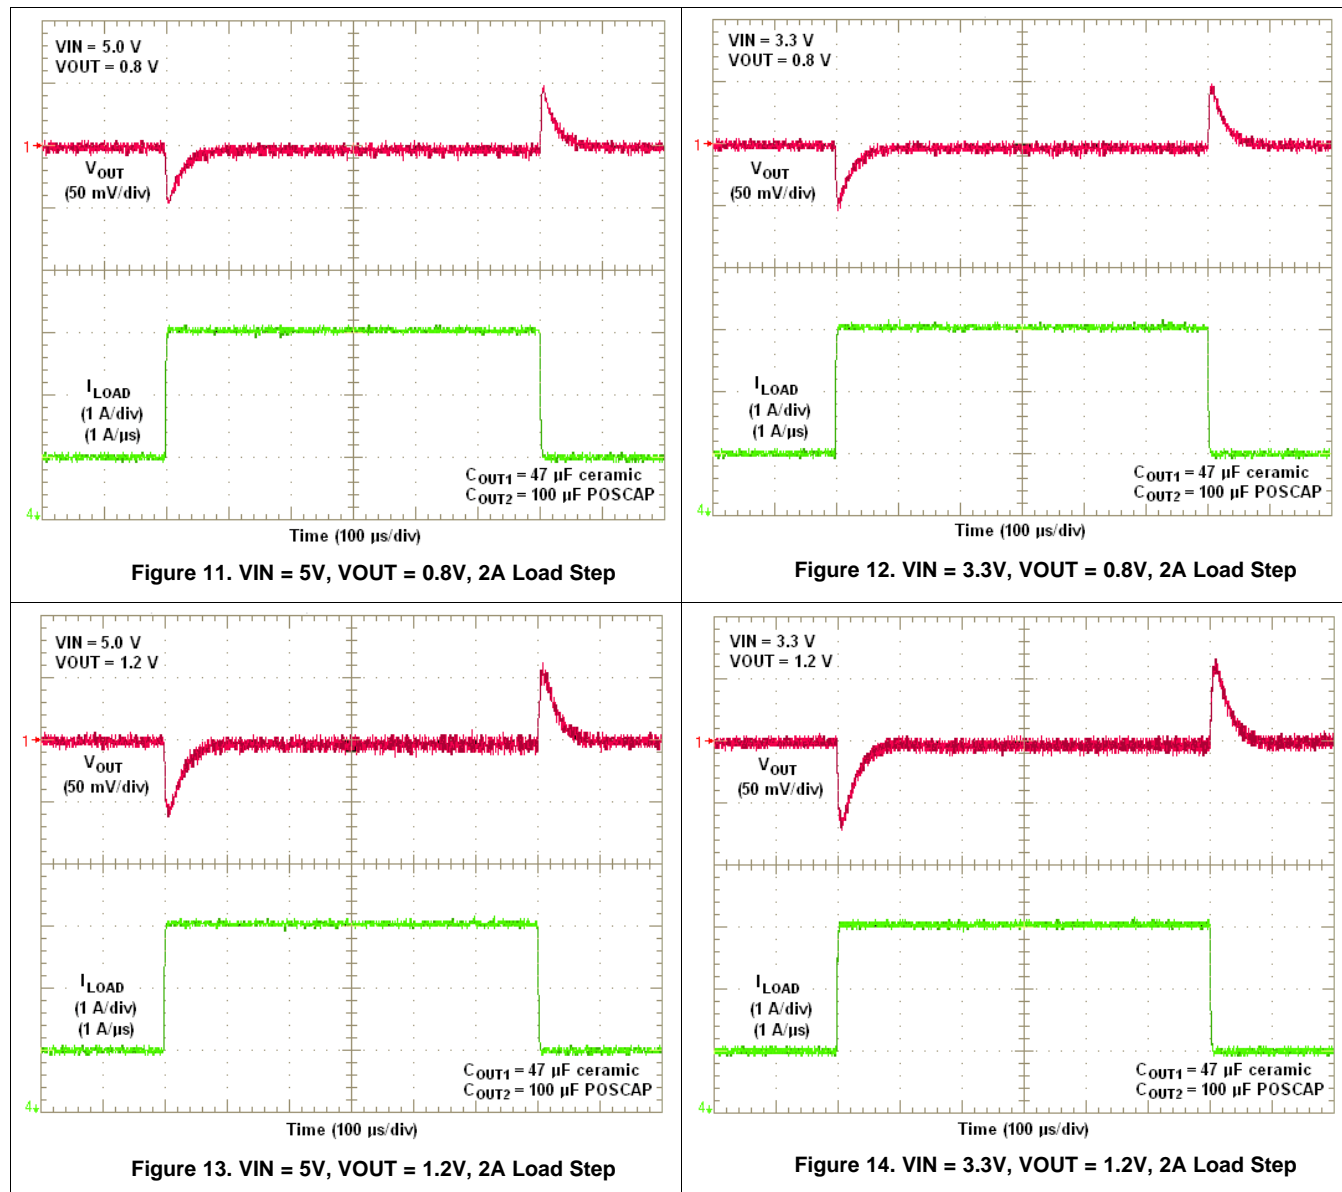 VIN = 5.0 V
VOUT = 0.8 V
1
VOUT
(50 mV/div)
ILOAD
(1 A/div)
(1 A/µs)
COUT1 = 47 µF ceramic
COUT2 = 100 µF POSCAP
4
Time (100 µs/div)
Figure 11. VIN = 5V, VOUT = 0.8V, 2A Load Step
VIN = 3.3 V
VOUT = 0.8 V
1
VOUT
(50 mV/div)
ILOAD
(1 A/div)
(1 A/µs)
COUT1 = 47 µF ceramic
COUT2 = 100 µF POSCAP
4
Time (100 µs/div)
Figure 12. VIN = 3.3V, VOUT = 0.8V, 2A Load Step
VIN = 5.0 V
VOUT = 1.2 V
1
VOUT
(50 mV/div)
ILOAD
(1 A/div)
(1 A/µs)
COUT1 = 47 µF ceramic
COUT2 = 100 µF POSCAP
4
Time (100 µs/div)
Figure 13. VIN = 5V, VOUT = 1.2V, 2A Load Step
VIN = 3.3 V
VOUT = 1.2 V
1
VOUT
(50 mV/div)
ILOAD
(1 A/div)
(1 A/µs)
COUT1 = 47 µF ceramic
COUT2 = 100 µF POSCAP
4
Time (100 µs/div)
Figure 14. VIN = 3.3V, VOUT = 1.2V, 2A Load Step